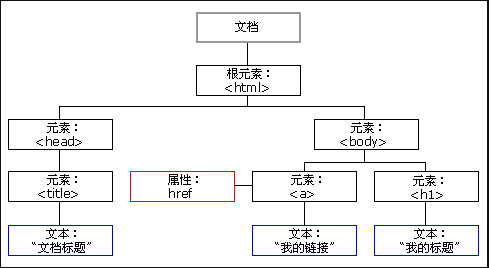 文档
根元素：
<html>
元素：
<head>
元素：
<body>
元素：
<title>
属性：
href
元素：
<a>
元素：
<h1>
文本：
“文档标题”
文本：
“我的链接”
文本：
“我的标题”